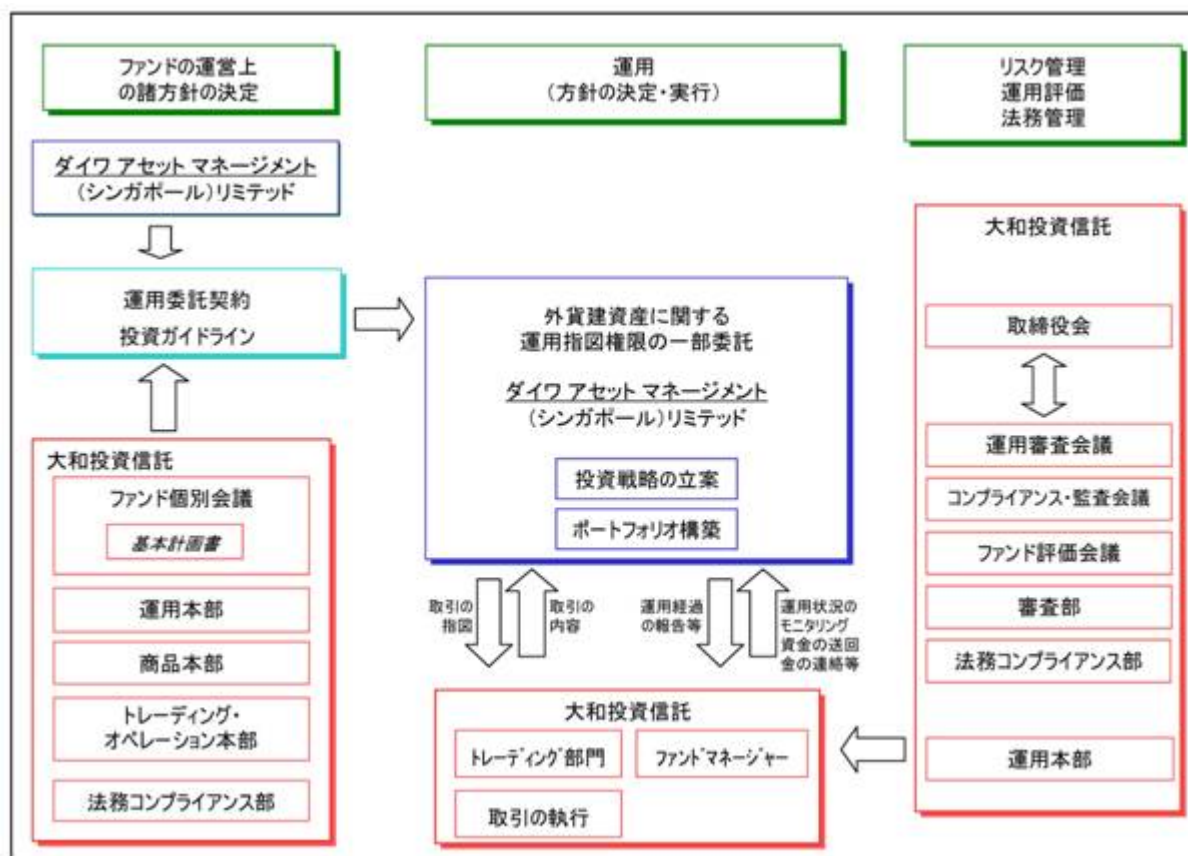 ファンドの運営上
の諸方針の決定
運用
(方針の決定・実行)
リスク管理
運用評価
法務管理
ダイワ アセット マネージメント
(シンガポール)リミテッド
運用委託契約
投資ガイドライン
大和投資信託
ファンド個別会議
基本計画書
運用本部
商品本部
トレーディング・
オペレーション本部
法務コンプライアンス部
外貨建資産に関する
運用指図権限の一部委託
ダイワ アセット マネージメント
(シンガポール)リミテッド
投資戦略の立案
ポートフォリオ構築
取引の
指図
取引の
内容
運用経過
の報告等
運用状況の
モニタリング
資金の送回
金の連絡等
大和投資信託
トレーディング部門
ファンドマネージャー
取引の執行
大和投資信託
取締役会
運用審査会議
コンプライアンス・監査会議
ファンド評価会議
審査部
法務コンプライアンス部
運用本部